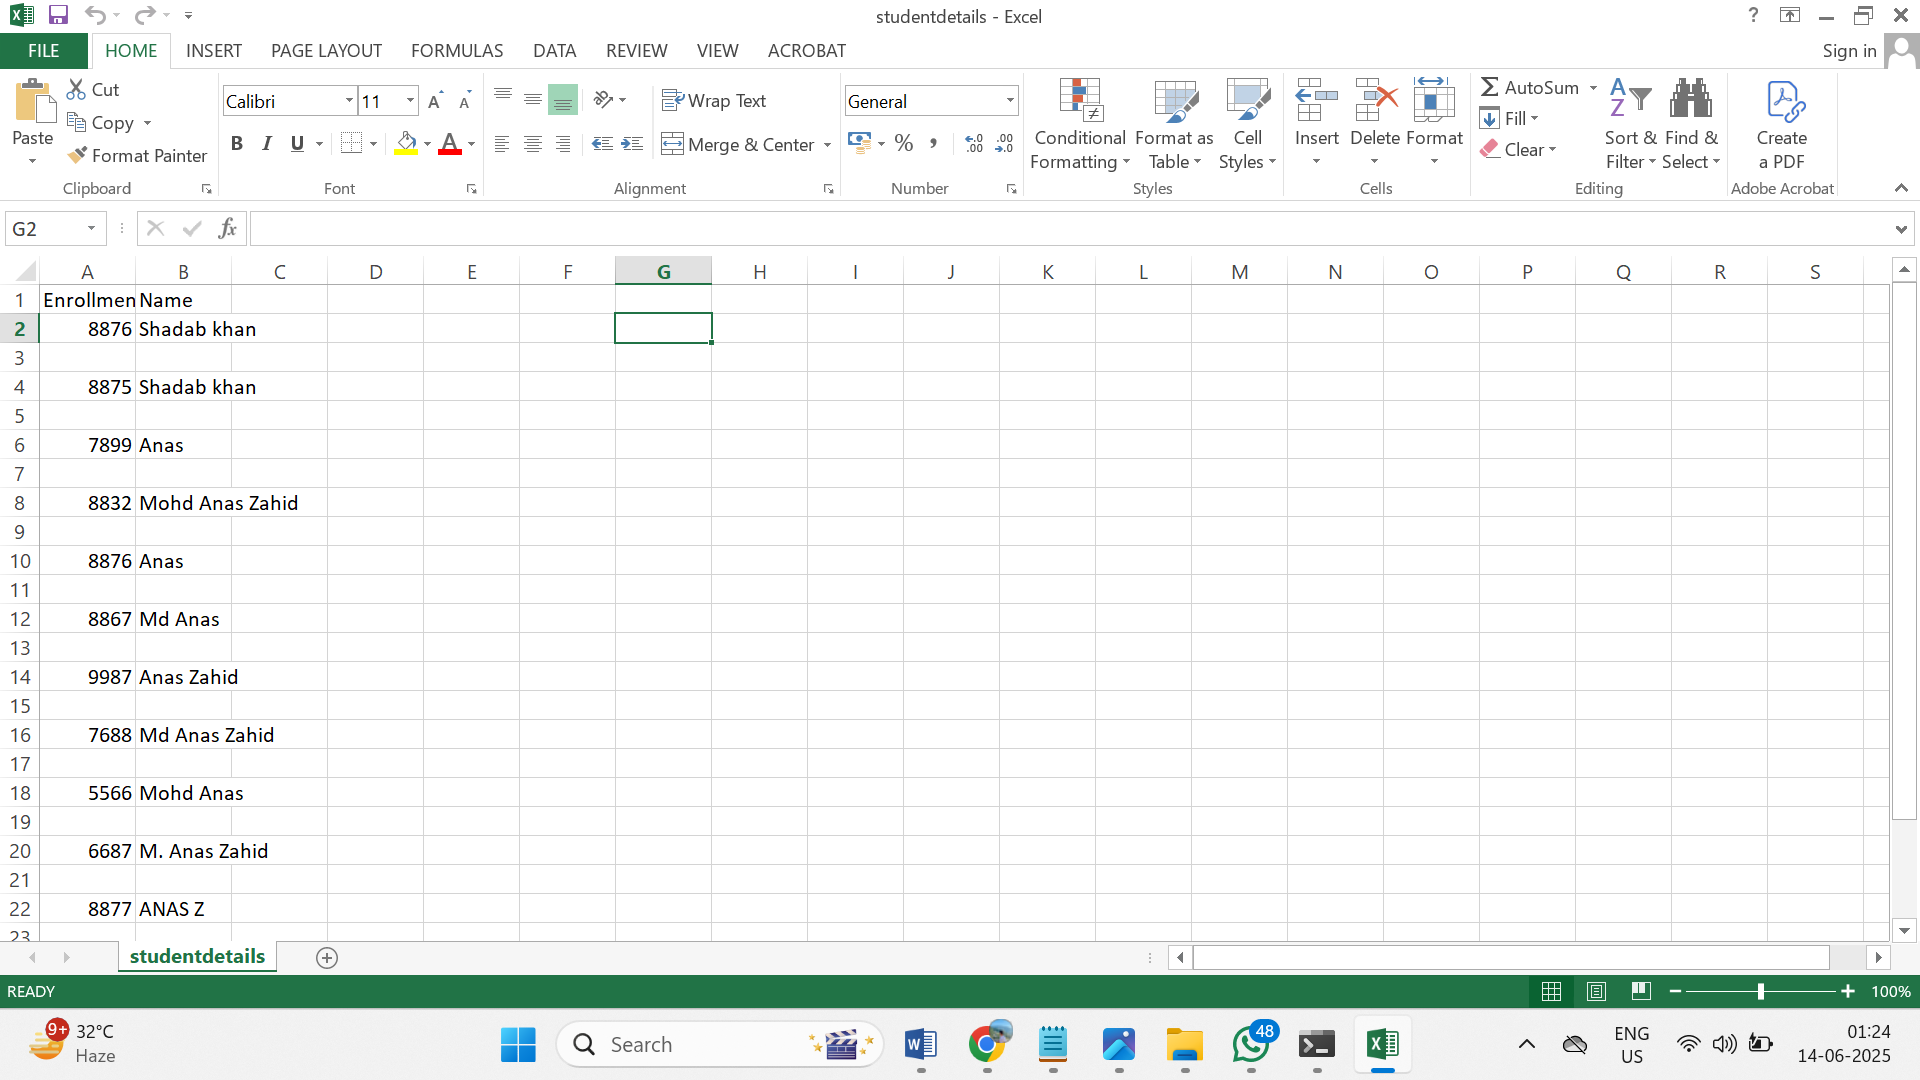 studentdetails - Excel
?
FILE HOME INSERT PAGE LAYOUT FORMULAS DATA REVIEW VIEW ACROBAT Sign in
Cut
Copy
Format Painter
Paste
Clipboard
Calibri 11
A A
B I U A
Font
Wrap Text
Merge & Center
Alignment
General
% ,
Number
Conditional Formatting
Format as Table
Cell Styles
Styles
Insert Delete Format
Cells
AutoSum
Fill
Clear
Sort & Filter
Find & Select
Editing
Create a PDF
Adobe Acrobat
G2 fx
A B C D E F G H I J K L M N O P Q R S
1 Enrollmen Name
2 8876 Shadab khan
3
4 8875 Shadab khan
5
6 7899 Anas
7
8 8832 Mohd Anas Zahid
9
10 8876 Anas
11
12 8867 Md Anas
13
14 9987 Anas Zahid
15
16 7688 Md Anas Zahid
17
18 5566 Mohd Anas
19
20 6687 M. Anas Zahid
21
22 8877 ANAS Z
23
studentdetails
READY 100%
9+ 32°C
Haze
Search
48
ENG
US
01:24
14-06-2025